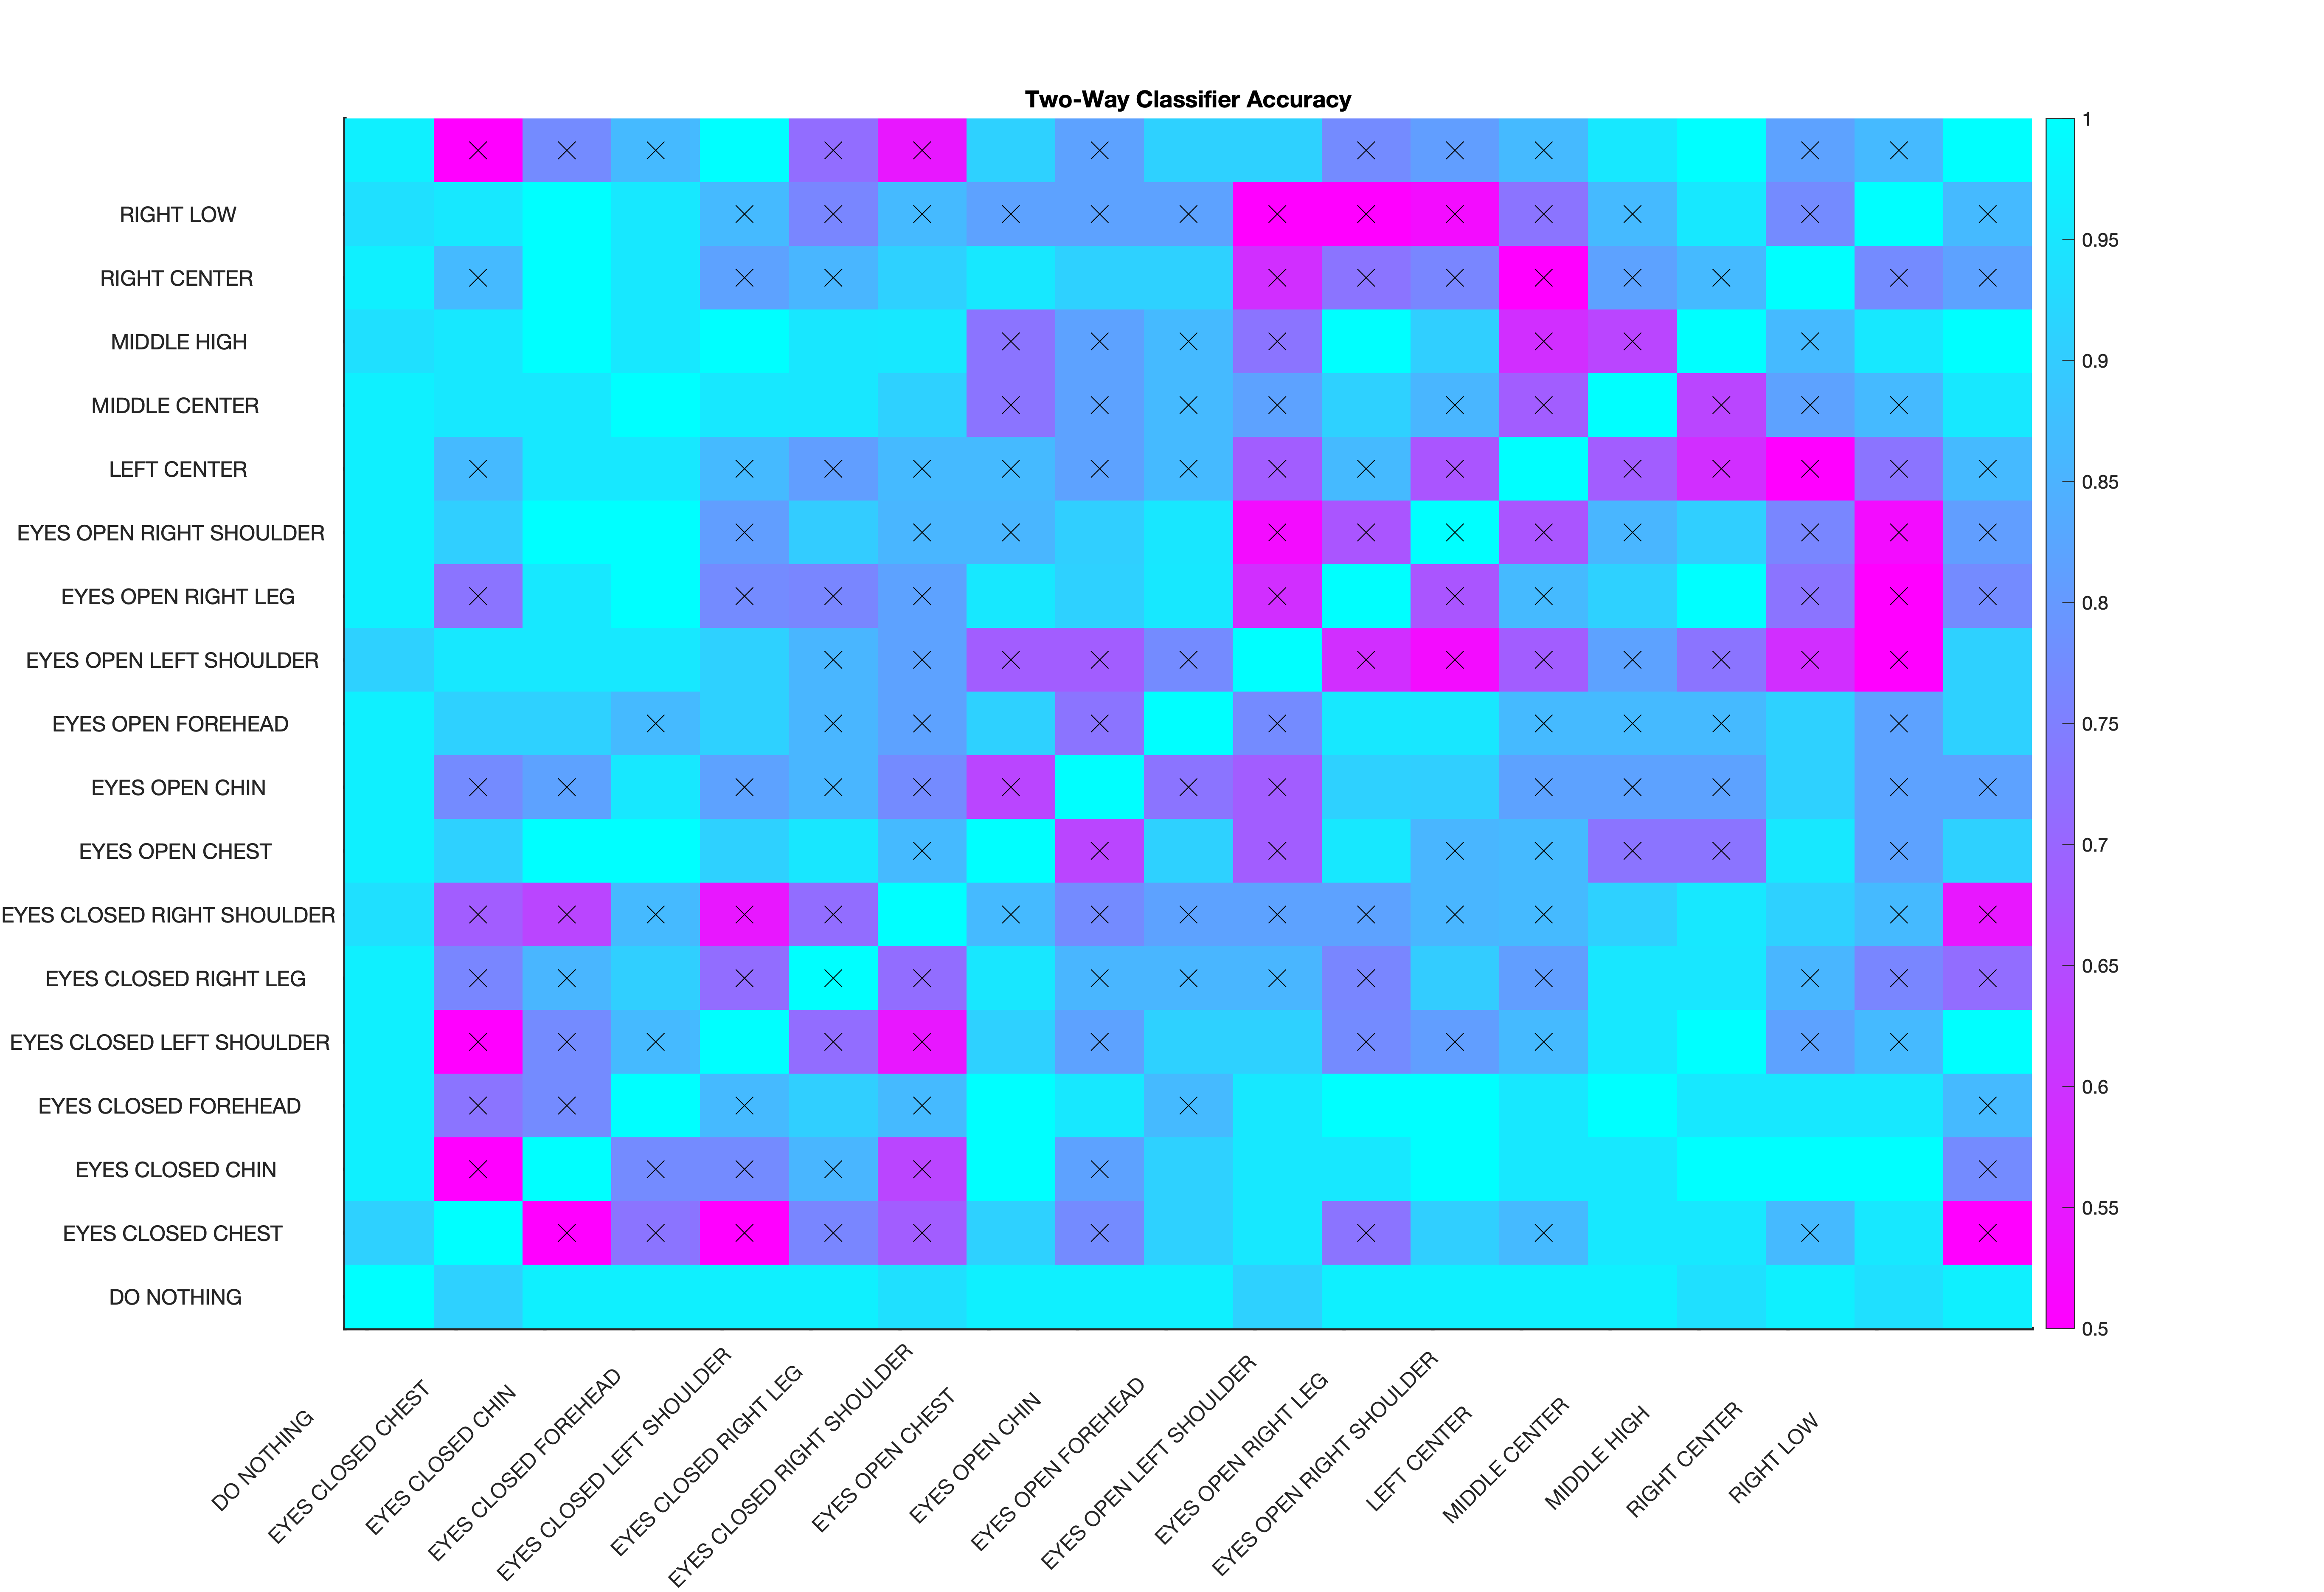 Two-Way Classifier Accuracy
RIGHT LOW
RIGHT CENTER
MIDDLE HIGH
MIDDLE CENTER
LEFT CENTER
EYES OPEN RIGHT SHOULDER
EYES OPEN RIGHT LEG
EYES OPEN LEFT SHOULDER
EYES OPEN FOREHEAD
EYES OPEN CHIN
EYES OPEN CHEST
EYES CLOSED RIGHT SHOULDER
EYES CLOSED RIGHT LEG
EYES CLOSED LEFT SHOULDER
EYES CLOSED FOREHEAD
EYES CLOSED CHIN
EYES CLOSED CHEST
DO NOTHING
DO NOTHING
EYES CLOSED CHEST
EYES CLOSED CHIN
EYES CLOSED FOREHEAD
EYES CLOSED LEFT SHOULDER
EYES CLOSED RIGHT LEG
EYES CLOSED RIGHT SHOULDER
EYES OPEN CHEST
EYES OPEN CHIN
EYES OPEN FOREHEAD
EYES OPEN LEFT SHOULDER
EYES OPEN RIGHT LEG
EYES OPEN RIGHT SHOULDER
LEFT CENTER
MIDDLE CENTER
MIDDLE HIGH
RIGHT CENTER
RIGHT LOW
1
0.95
0.9
0.85
0.8
0.75
0.7
0.65
0.6
0.55
0.5